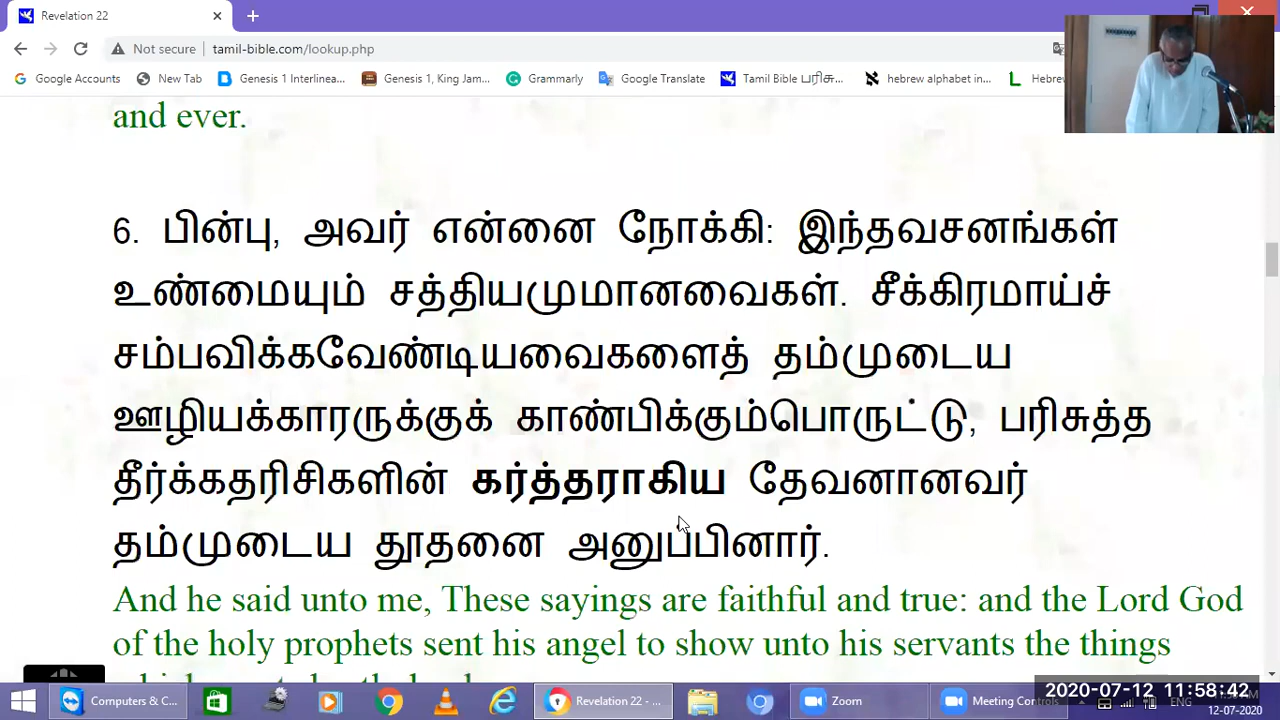 Revelation 22
Not secure
tamil-bible.com/lookup.php
Google Accounts
New Tab
Genesis 1 Interlinea...
Genesis 1, King Jam...
Grammarly
Google Translate
Tamil Bible பரிசு...
hebrew alphabet in...
and ever.
6. பின்பு, அவர் என்னை நோக்கி: இந்தவசனங்கள்
உண்மையும் சத்தியமுமானவைகள். சீக்கிரமாய்ச்
சம்பவிக்கவேண்டியவைகளைத் தம்முடைய
ஊழியக்காரருக்குக் காண்பிக்கும்பொருட்டு, பரிசுத்த
தீர்க்கதரிசிகளின் கர்த்தராகிய தேவனானவர்
தம்முடைய தூதனை அனுப்பினார்.
And he said unto me, These sayings are faithful and true: and the Lord God
of the holy prophets sent his angel to show unto his servants the things
Computers & C...
Revelation 22 - ...
Zoom
Meeting Controls
ENG
2020-07-12 11:58:42
12-07-2020